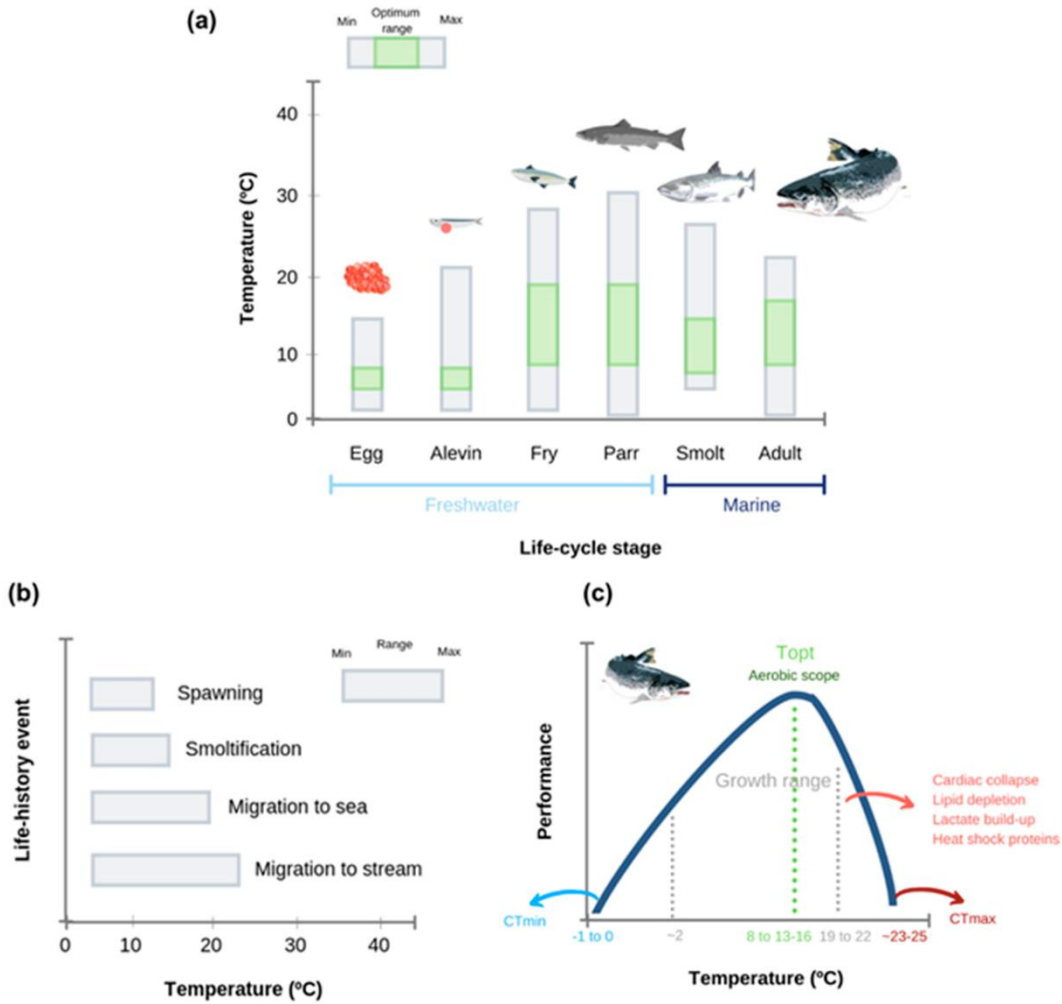 (a)
Min Optimum range Max
Temperature (ºC)
40
30
20
10
0
Egg Alevin Fry Parr Smolt Adult
Freshwater Marine
Life-cycle stage
(b)
Life-history event
Min Range Max
Spawning
Smoltification
Migration to sea
Migration to stream
0 10 20 30 40
Temperature (ºC)
(c)
Performance
Topt
Aerobic scope
Growth range
Cardiac collapse
Lipid depletion
Lactate build-up
Heat shock proteins
CTmin
CTmax
-1 to 0 ~2 8 to 13-16 19 to 22 ~23-25
Temperature (ºC)